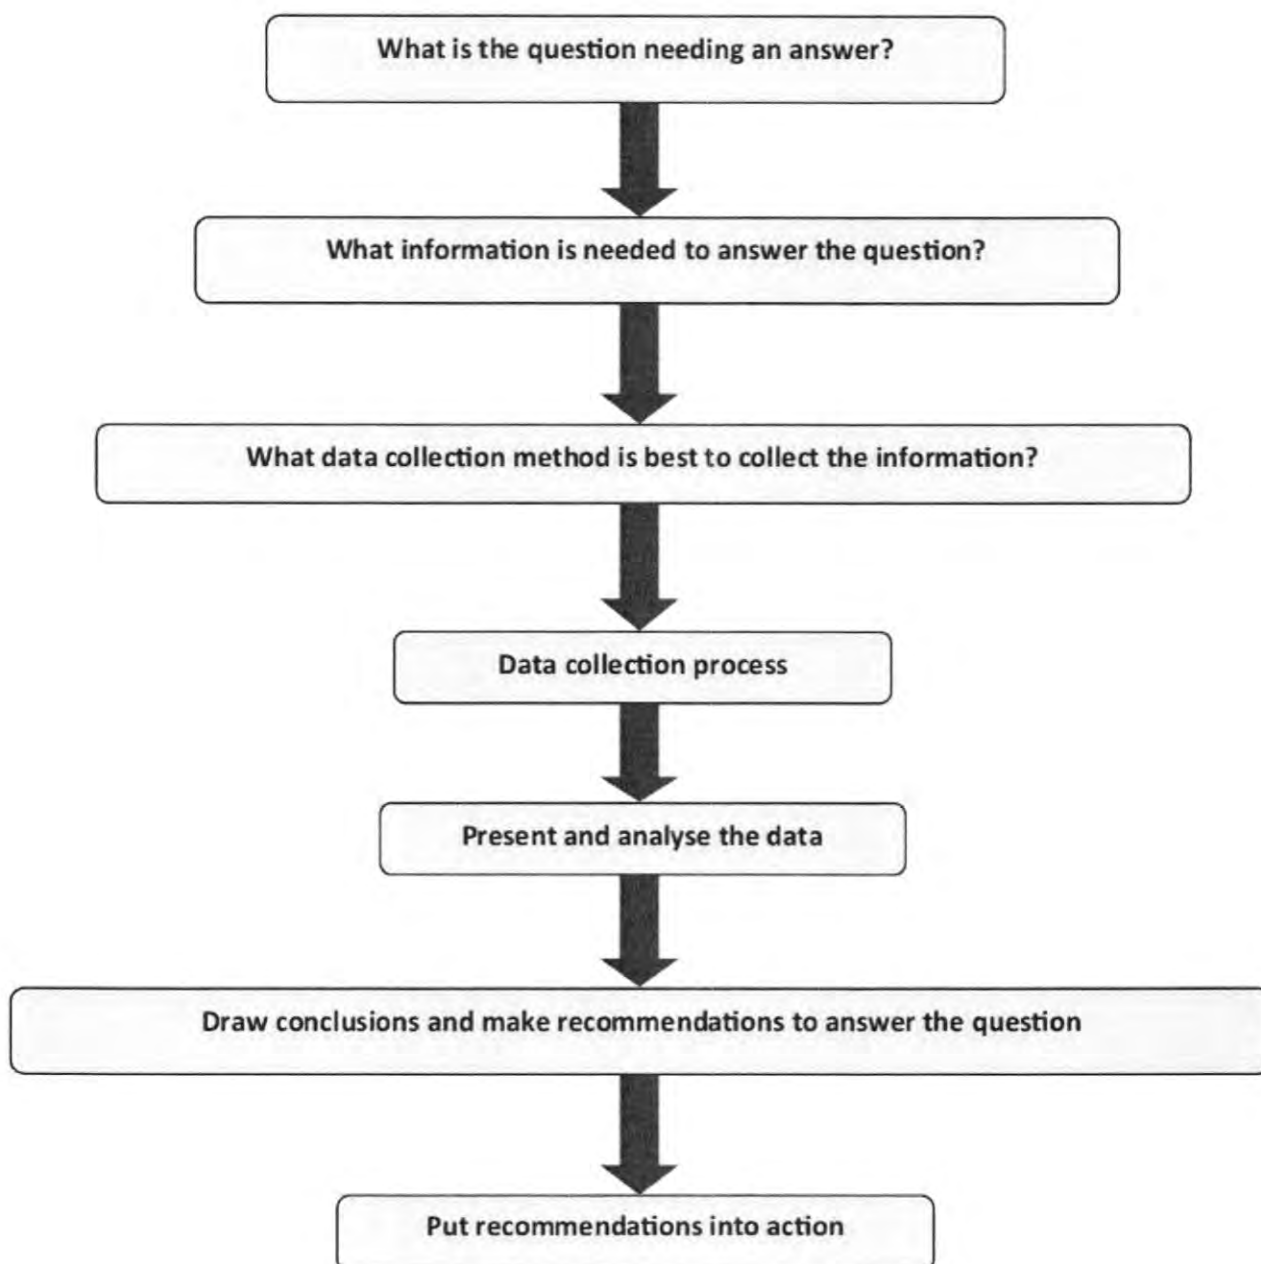 What is the question needing an answer?
What information is needed to answer the question?
What data collection method is best to collect the information?
Data collection process
Present and analyse the data
Draw conclusions and make recommendations to answer the question
Put recommendations into action